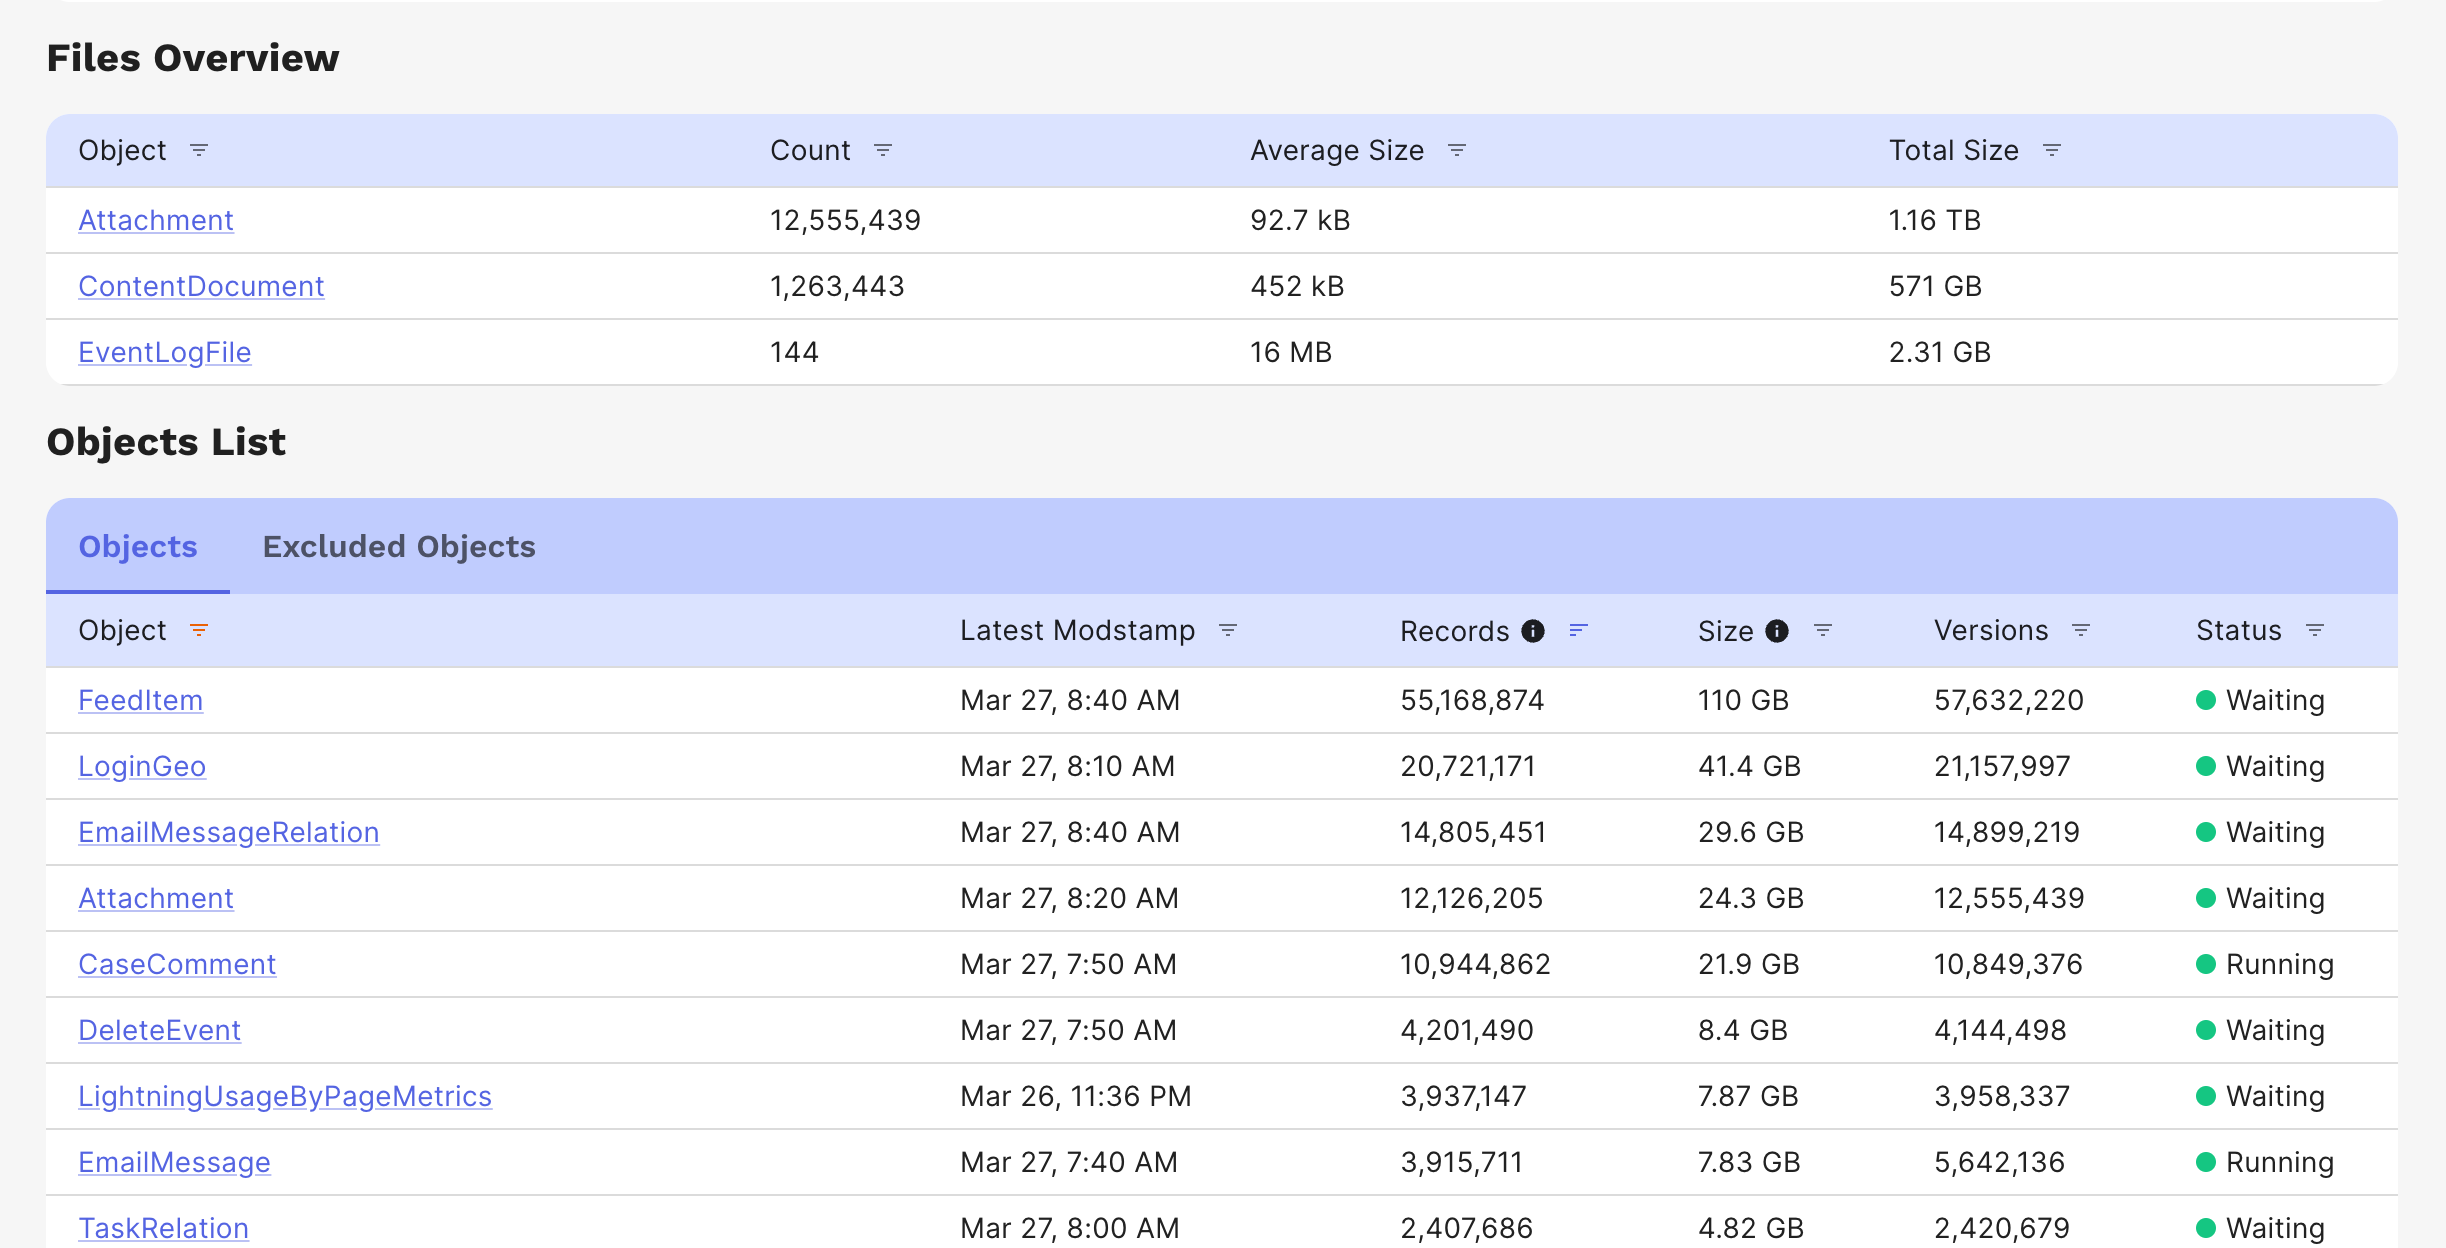 Files Overview
Object Count Average Size Total Size
Attachment 12,555,439 92.7 kB 1.16 TB
ContentDocument 1,263,443 452 kB 571 GB
EventLogFile 144 16 MB 2.31 GB
Objects List
Objects Excluded Objects
Object Latest Modstamp Records Size Versions Status
FeedItem Mar 27, 8:40 AM 55,168,874 110 GB 57,632,220 Waiting
LoginGeo Mar 27, 8:10 AM 20,721,171 41.4 GB 21,157,997 Waiting
EmailMessageRelation Mar 27, 8:40 AM 14,805,451 29.6 GB 14,899,219 Waiting
Attachment Mar 27, 8:20 AM 12,126,205 24.3 GB 12,555,439 Waiting
CaseComment Mar 27, 7:50 AM 10,944,862 21.9 GB 10,849,376 Running
DeleteEvent Mar 27, 7:50 AM 4,201,490 8.4 GB 4,144,498 Waiting
LightningUsageByPageMetrics Mar 26, 11:36 PM 3,937,147 7.87 GB 3,958,337 Waiting
EmailMessage Mar 27, 7:40 AM 3,915,711 7.83 GB 5,642,136 Running
TaskRelation Mar 27, 8:00 AM 2,407,686 4.82 GB 2,420,679 Waiting